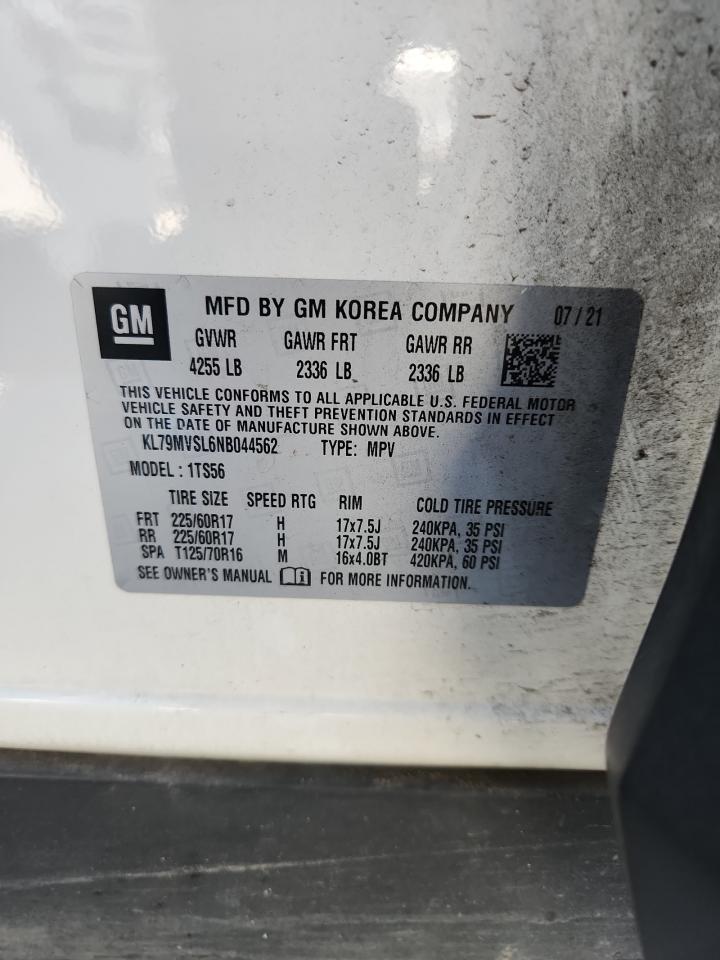 GM MFD BY GM KOREA COMPANY 07/21
GVWR GAWR FRT GAWR RR
4255 LB 2336 LB 2336 LB
THIS VEHICLE CONFORMS TO ALL APPLICABLE U.S. FEDERAL MOTOR
VEHICLE SAFETY AND THEFT PREVENTION STANDARDS IN EFFECT
ON THE DATE OF MANUFACTURE SHOWN ABOVE.
KL79MVSL6NB044562 TYPE: MPV
MODEL : 1TS56
TIRE SIZE SPEED RTG RIM COLD TIRE PRESSURE
FRT 225/60R17 H 17x7.5J 240KPA, 35 PSI
RR 225/60R17 H 17x7.5J 240KPA, 35 PSI
SPA T125/70R16 M 16x4.0BT 420KPA, 60 PSI
SEE OWNER'S MANUAL i FOR MORE INFORMATION.